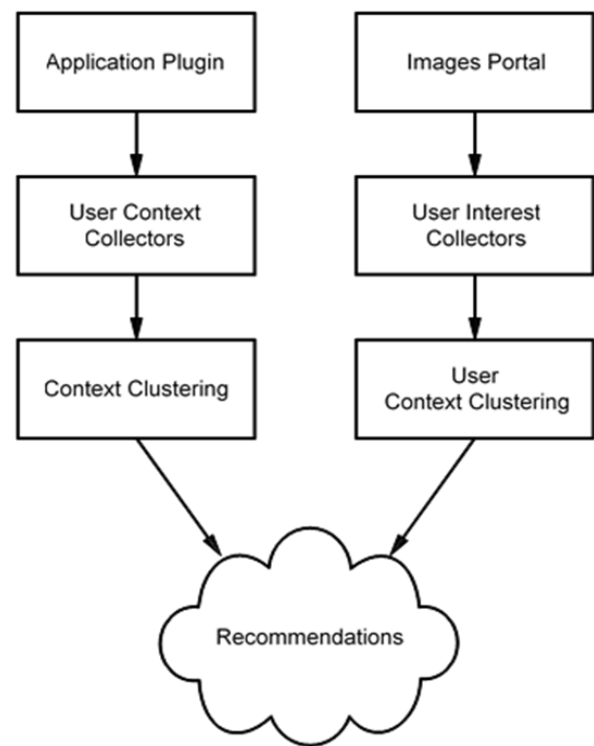 Application Plugin
Images Portal
User Context
Collectors
User Interest
Collectors
Context Clustering
User
Context Clustering
Recommendations